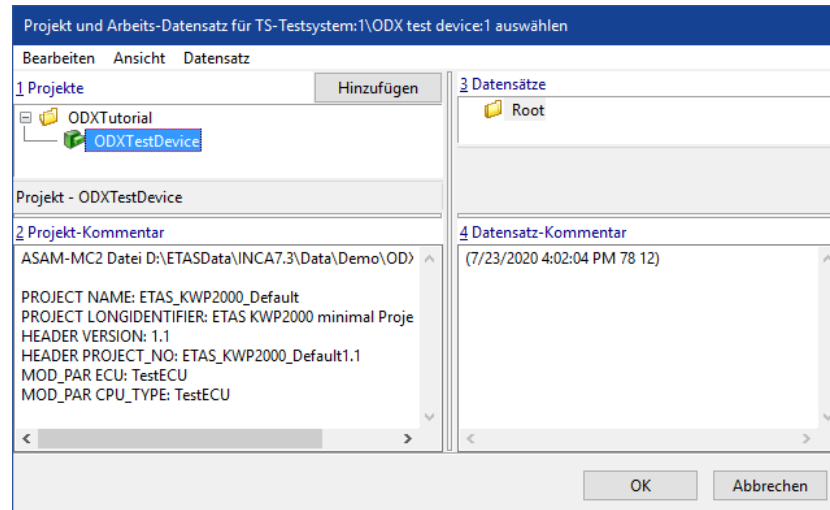 Projekt und Arbeits-Datensatz für TS-Testsystem:1\ODX test device:1 auswählen
Bearbeiten Ansicht Datensatz
1 Projekte
Hinzufügen
ODXTutorial
ODXTestDevice
Projekt - ODXTestDevice
3 Datensätze
Root
2 Projekt-Kommentar
ASAM-MC2 Datei D:\ETASData\INCA7.3\Data\Demo\OD
PROJECT NAME: ETAS_KWP2000_Default
PROJECT LONGIDENTIFIER: ETAS KWP2000 minimal Proje
HEADER VERSION: 1.1
HEADER PROJECT_NO: ETAS_KWP2000_Default1.1
MOD_PAR ECU: TestECU
MOD_PAR CPU_TYPE: TestECU
4 Datensatz-Kommentar
(7/23/2020 4:02:04 PM 78 12)
OK
Abbrechen